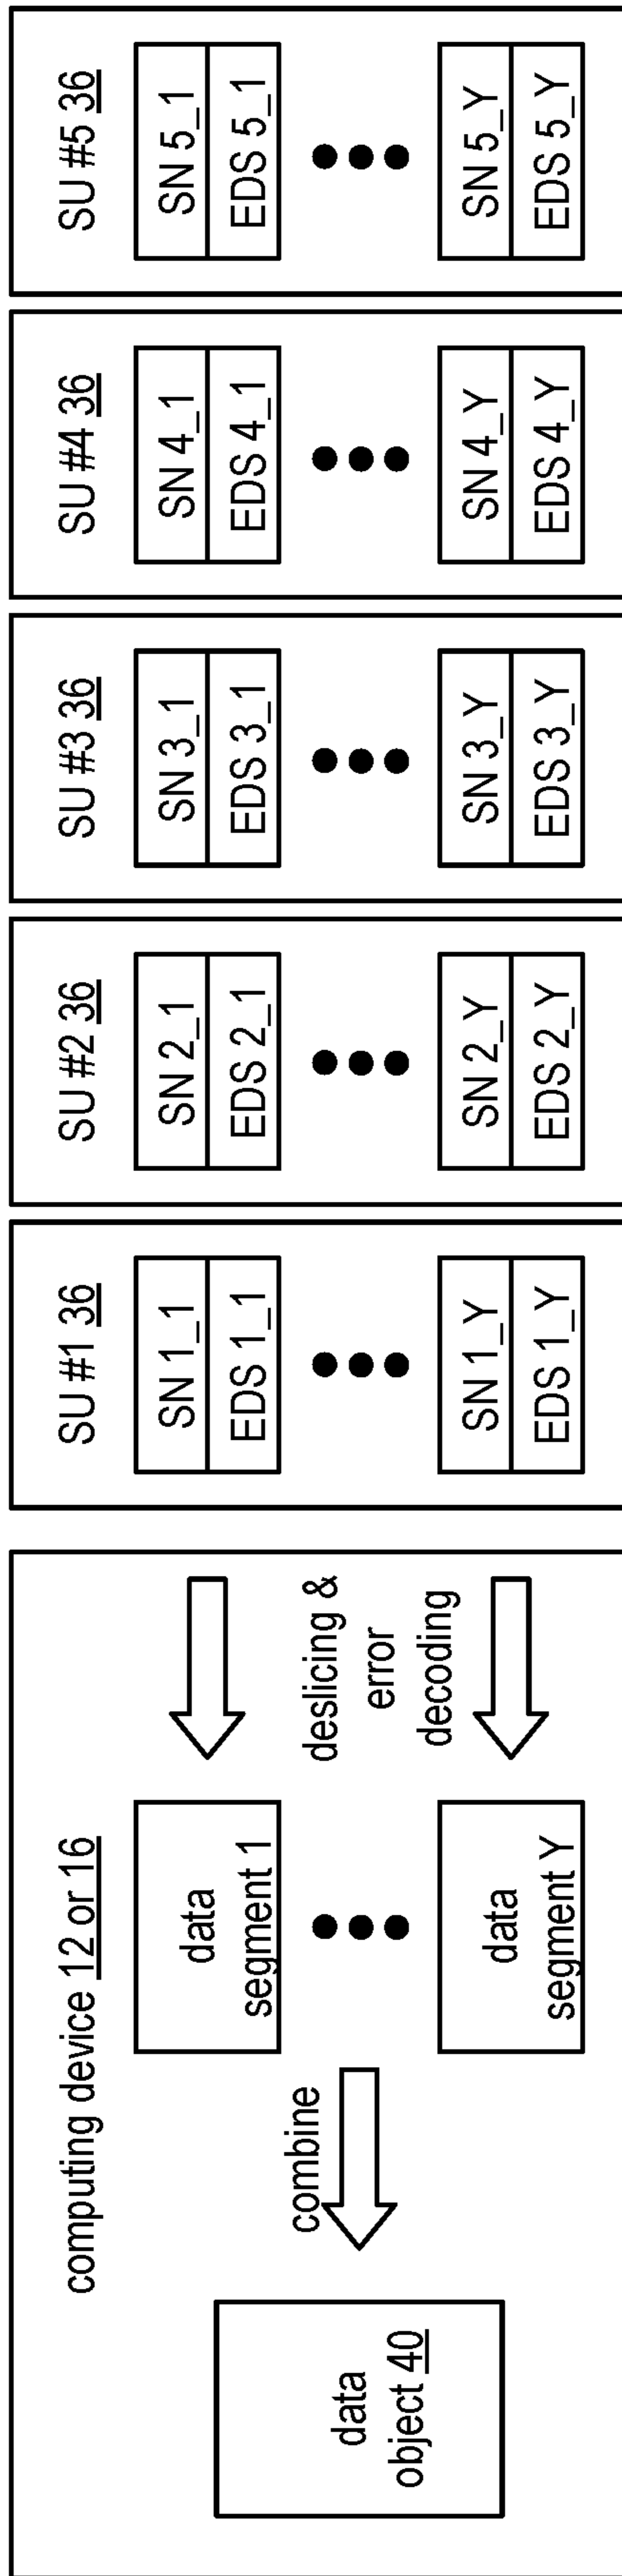 computing device 12 or 16
data
object 40
combine
data
segment 1
data
segment Y
deslicing &
error
decoding
SU #1 36
SN 1_1
EDS 1_1
SN 1_Y
EDS 1_Y
SU #2 36
SN 2_1
EDS 2_1
SN 2_Y
EDS 2_Y
SU #3 36
SN 3_1
EDS 3_1
SN 3_Y
EDS 3_Y
SU #4 36
SN 4_1
EDS 4_1
SN 4_Y
EDS 4_Y
SU #5 36
SN 5_1
EDS 5_1
SN 5_Y
EDS 5_Y